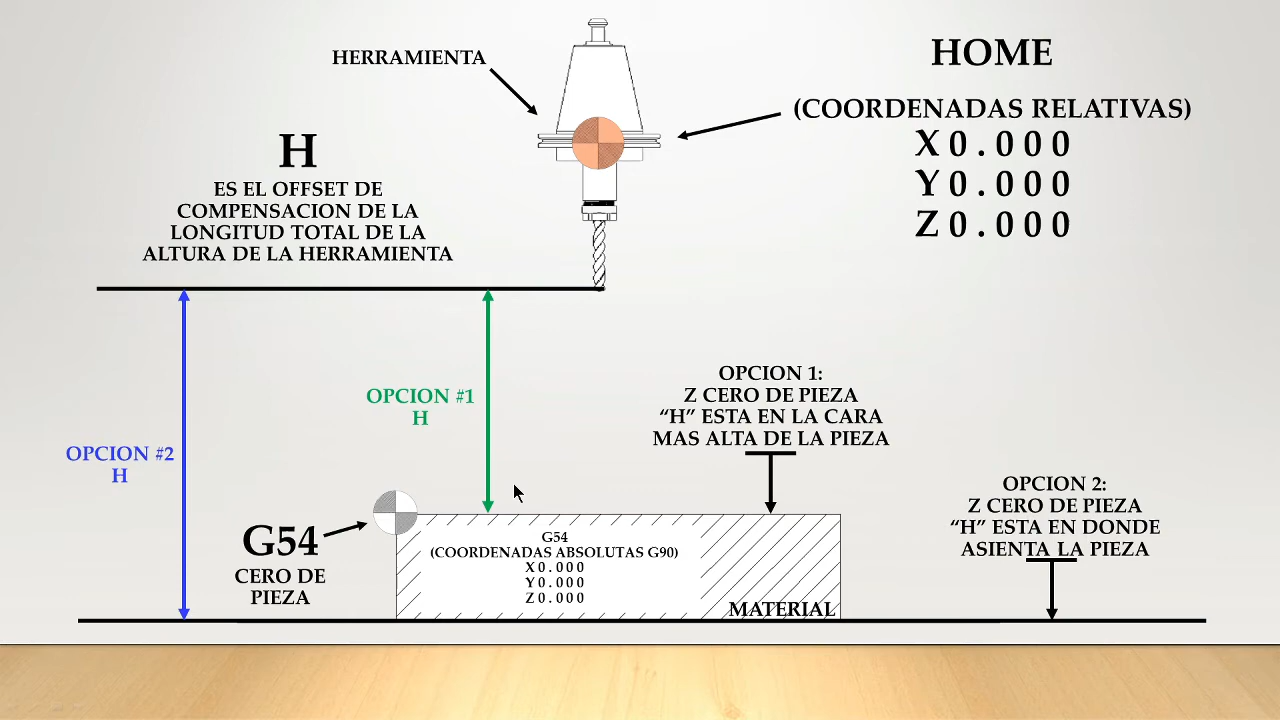 HERRAMIENTA
HOME
(COORDENADAS RELATIVAS)
X0.000
Y0.000
Z0.000
H
ES EL OFFSET DE
COMPENSACION DE LA
LONGITUD TOTAL DE LA
ALTURA DE LA HERRAMIENTA
OPCION #1
H
OPCION #2
H
OPCION 1:
Z CERO DE PIEZA
“H” ESTA EN LA CARA
MAS ALTA DE LA PIEZA
OPCION 2:
Z CERO DE PIEZA
“H” ESTA EN DONDE
ASIENTA LA PIEZA
G54
CERO DE
PIEZA
G54
(COORDENADAS ABSOLUTAS G90)
X0.000
Y0.000
Z0.000
MATERIAL